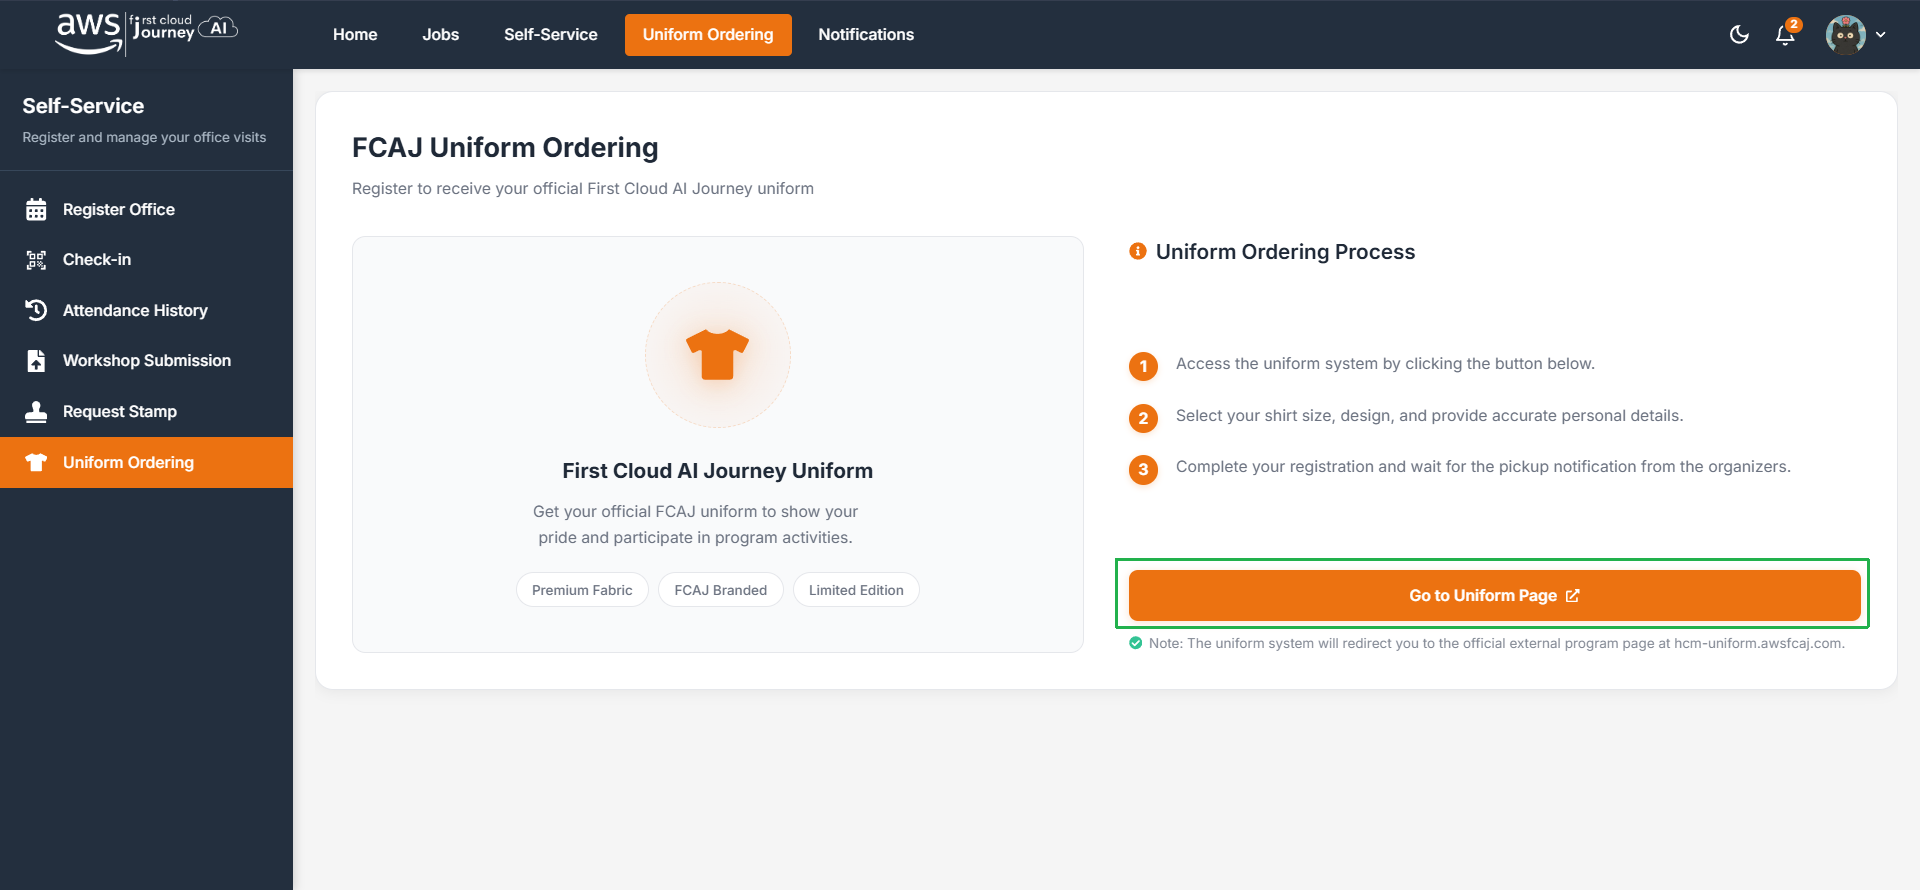 aws
first cloud
journey
AI
Home
Jobs
Self-Service
Uniform Ordering
Notifications
2
Self-Service
Register and manage your office visits
Register Office
Check-in
Attendance History
Workshop Submission
Request Stamp
Uniform Ordering
FCAJ Uniform Ordering
Register to receive your official First Cloud AI Journey uniform
First Cloud AI Journey Uniform
Get your official FCAJ uniform to show your
pride and participate in program activities.
Premium Fabric
FCAJ Branded
Limited Edition
Uniform Ordering Process
1 Access the uniform system by clicking the button below.
2 Select your shirt size, design, and provide accurate personal details.
3 Complete your registration and wait for the pickup notification from the organizers.
Go to Uniform Page
Note: The uniform system will redirect you to the official external program page at hcm-uniform.awsfcaj.com.